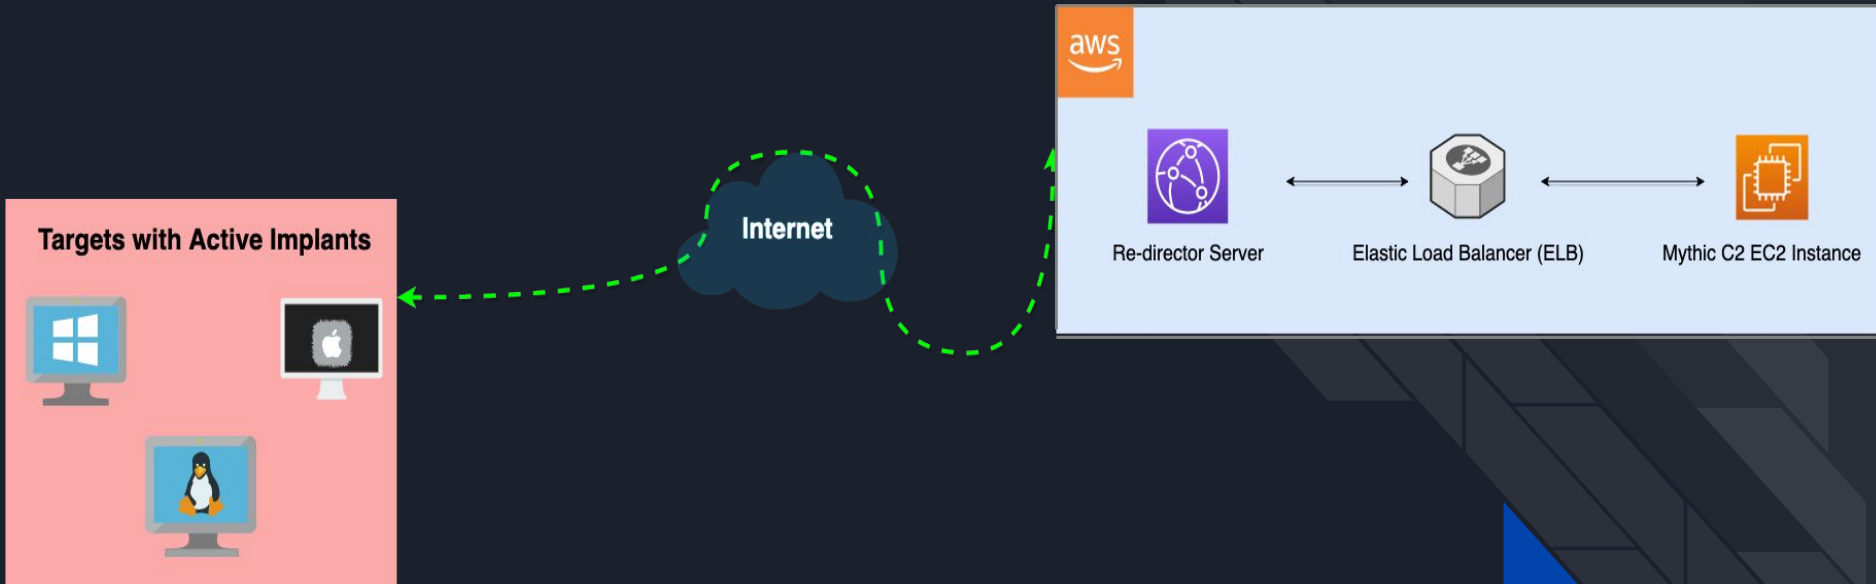 aws
Targets with Active Implants
Internet
Re-director Server
Elastic Load Balancer (ELB)
Mythic C2 EC2 Instance